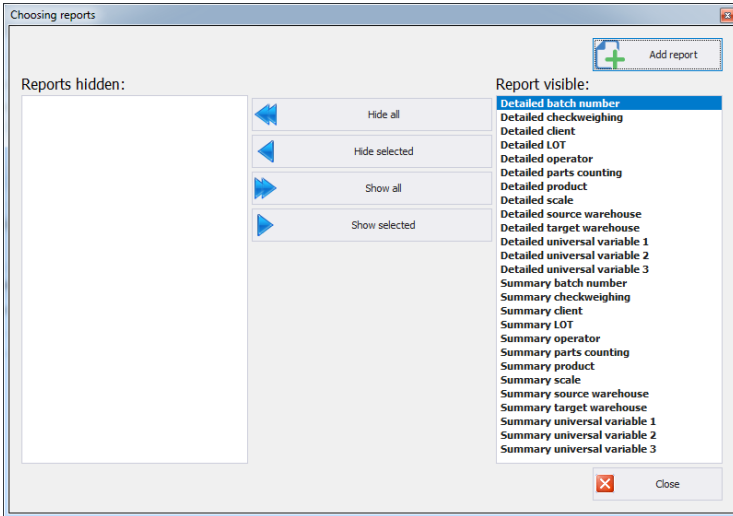 Choosing reports
Add report
Reports hidden:
Report visible:
Hide all
Hide selected
Show all
Show selected
Detailed batch number
Detailed checkweighing
Detailed client
Detailed LOT
Detailed operator
Detailed parts counting
Detailed product
Detailed scale
Detailed source warehouse
Detailed target warehouse
Detailed universal variable 1
Detailed universal variable 2
Detailed universal variable 3
Summary batch number
Summary checkweighing
Summary client
Summary LOT
Summary operator
Summary parts counting
Summary product
Summary scale
Summary source warehouse
Summary target warehouse
Summary universal variable 1
Summary universal variable 2
Summary universal variable 3
Close